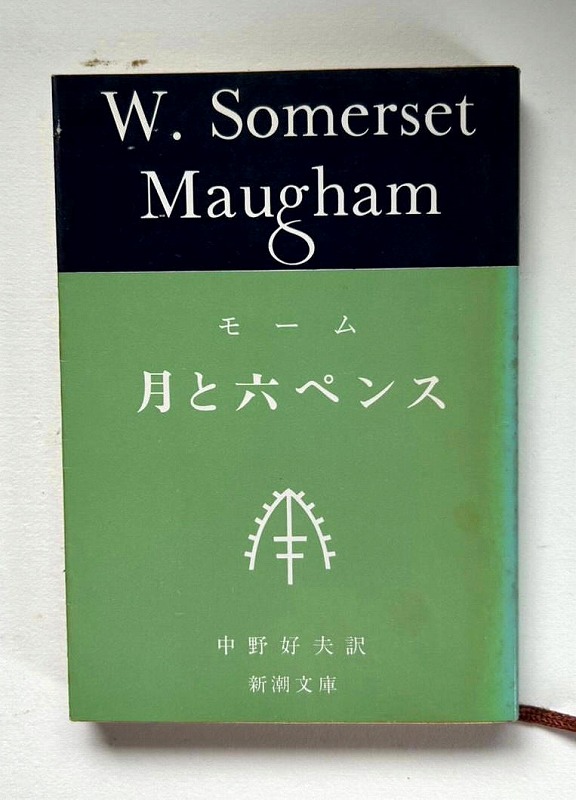 W. Somerset
Maugham
モーム
月と六ペンス
中野好夫訳
新潮文庫